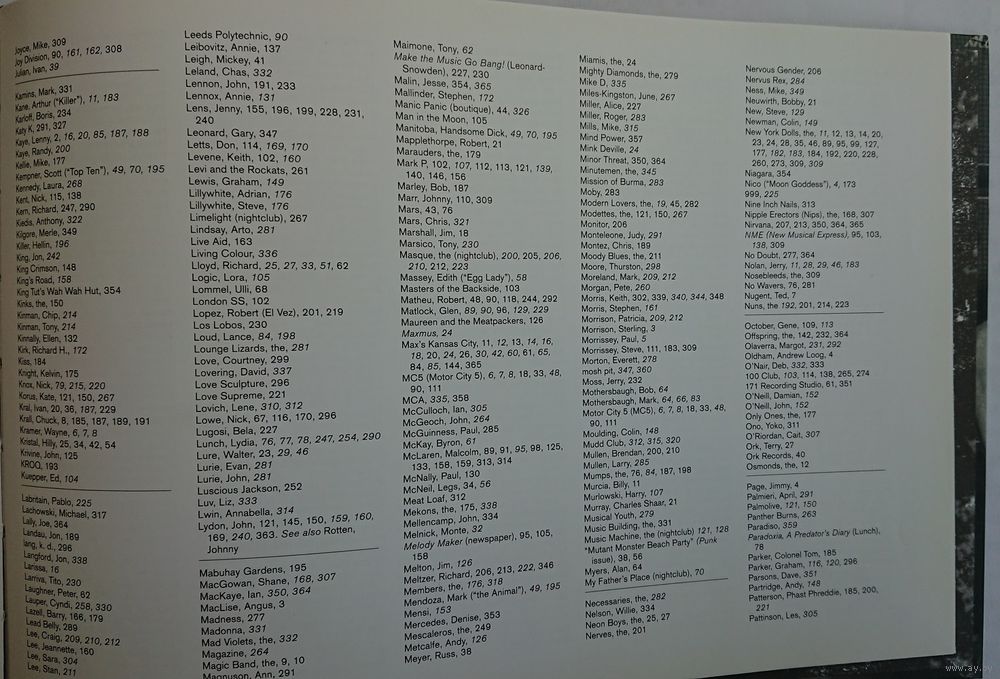 Joyce, Mike, 309
Joy Division, 90, 161, 162, 308
Julian, Ivan, 39
Kamins, Mark, 331
Kane, Arthur ("Killer"), 11, 183
Karloff, Boris, 234
Katy K, 291, 327
Kaye, Lenny, 2, 16, 20, 85, 187, 188
Kaye, Randy, 200
Kellie, Mike, 177
Kempner, Scott ("Top Ten"), 49, 70, 195
Kennedy, Laura, 268
Kent, Nick, 115, 138
Kern, Richard, 247, 290
Kiedis, Anthony, 322
Kilgore, Merle, 349
Killer, Hellin, 196
King, Jon, 242
King Crimson, 148
King's Road, 158
King Tut's Wah Wah Hut, 354
Kinks, the, 150
Kinman, Chip, 214
Kinman, Tony, 214
Kinnally, Ellen, 132
Kirk, Richard H., 172
Kiss, 184
Knight, Kelvin, 175
Knox, Nick, 79, 215, 220
Korus, Kate, 121, 150, 267
Kral, Ivan, 20, 36, 187, 229
Krall, Chuck, 8, 185, 187, 189, 191
Kramer, Wayne, 6, 7, 8
Kristal, Hilly, 25, 34, 42, 54
Krivine, John, 125
KROQ, 193
Kuepper, Ed, 104
Labritain, Pablo, 225
Lachowski, Michael, 317
Lally, Joe, 364
Landau, Jon, 189
lang, k. d., 296
Langford, Jon, 338
Larissa, 16
Larriva, Tito, 230
Laughner, Peter, 62
Lauper, Cyndi, 258, 330
Lazell, Barry, 166, 179
Lead Belly, 289
Lee, Craig, 209, 210, 212
Lee, Jeannette, 160
Lee, Sara, 304
Lee, Stan, 211
Leeds Polytechnic, 90
Leibovitz, Annie, 137
Leigh, Mickey, 41
Leland, Chas, 332
Lennon, John, 191, 233
Lennox, Annie, 131
Lens, Jenny, 155, 196, 199, 228, 231,
240
Leonard, Gary, 347
Letts, Don, 114, 169, 170
Levene, Keith, 102, 160
Levi and the Rockats, 261
Lewis, Graham, 149
Lillywhite, Adrian, 176
Lillywhite, Steve, 176
Limelight (nightclub), 267
Lindsay, Arto, 281
Live Aid, 163
Living Colour, 336
Lloyd, Richard, 25, 27, 33, 51, 62
Logic, Lora, 105
Lommel, Ulli, 68
London SS, 102
Lopez, Robert (El Vez), 201, 219
Los Lobos, 230
Loud, Lance, 84, 198
Lounge Lizards, the, 281
Love, Courtney, 299
Lovering, David, 337
Love Sculpture, 296
Love Supreme, 221
Lovich, Lene, 310, 312
Lowe, Nick, 67, 116, 170, 296
Lugosi, Bela, 227
Lunch, Lydia, 76, 77, 78, 247, 254, 290
Lure, Walter, 23, 29, 46
Lurie, Evan, 281
Lurie, John, 281
Luscious Jackson, 252
Luv, Liz, 333
Lwin, Annabella, 314
Lydon, John, 121, 145, 150, 159, 160,
169, 240, 363. See also Rotten,
Johnny
Mabuhay Gardens, 195
MacGowan, Shane, 168, 307
MacKaye, Ian, 350, 364
MacLise, Angus, 3
Madness, 277
Madonna, 331
Mad Violets, the, 332
Magazine, 264
Magic Band, the, 9, 10
Magnuson, Ann, 291
Maimone, Tony, 62
Make the Music Go Bang! (Leonard-
Snowden), 227, 230
Malin, Jesse, 354, 365
Mallinder, Stephen, 172
Manic Panic (boutique), 44, 326
Man in the Moon, 105
Manitoba, Handsome Dick, 49, 70, 195
Mapplethorpe, Robert, 21
Marauders, the, 179
Mark P, 102, 107, 112, 113, 121, 139,
140, 146, 156
Marley, Bob, 187
Marr, Johnny, 110, 309
Mars, 43, 76
Mars, Chris, 321
Marshall, Jim, 18
Marsico, Tony, 230
Masque, the (nightclub), 200, 205, 206,
210, 212, 223
Massey, Edith ("Egg Lady"), 58
Masters of the Backside, 103
Matheu, Robert, 48, 90, 118, 244, 292
Matlock, Glen, 89, 90, 96, 129, 229
Maureen and the Meatpackers, 126
Maxmus, 24
Max's Kansas City, 11, 12, 13, 14, 16,
18, 20, 24, 26, 30, 42, 60, 61, 65,
84, 85, 144, 365
MC5 (Motor City 5), 6, 7, 8, 18, 33, 48,
90, 111
MCA, 335, 358
McCulloch, Ian, 305
McGeoch, John, 264
McGuinness, Paul, 285
McKay, Byron, 61
McLaren, Malcolm, 89, 91, 95, 98, 125,
133, 158, 159, 313, 314
McNally, Paul, 130
McNeil, Legs, 34, 56
Meat Loaf, 312
Mekons, the, 175, 338
Mellencamp, John, 334
Melnick, Monte, 32
Melody Maker (newspaper), 95, 105,
158
Melton, Jim, 126
Meltzer, Richard, 206, 213, 222, 346
Members, the, 176, 318
Mendoza, Mark ("the Animal"), 49, 195
Mensi, 153
Mercedes, Denise, 353
Mescaleros, the, 249
Metcalfe, Andy, 126
Meyer, Russ, 38
Miamis, the, 24
Mighty Diamonds, the, 279
Mike D, 335
Miles-Kingston, June, 267
Miller, Alice, 227
Miller, Roger, 283
Mills, Mike, 315
Mind Power, 357
Mink Deville, 24
Minor Threat, 350, 364
Minutemen, the, 345
Mission of Burma, 283
Moby, 283
Modern Lovers, the, 19, 45, 282
Modettes, the, 121, 150, 267
Monitor, 206
Monteleone, Judy, 291
Montez, Chris, 189
Moody Blues, the, 211
Moore, Thurston, 298
Moreland, Mark, 209, 212
Morgan, Pete, 260
Morris, Keith, 302, 339, 340, 344, 348
Morris, Stephen, 161
Morrison, Patricia, 209, 212
Morrison, Sterling, 3
Morrissey, Paul, 5
Morrissey, Steve, 111, 183, 309
Morton, Everett, 278
mosh pit, 347, 360
Moss, Jerry, 232
Mothersbaugh, Bob, 64
Mothersbaugh, Mark, 64, 66, 83
Motor City 5 (MC5), 6, 7, 8, 18, 33, 48,
90, 111
Moulding, Colin, 148
Mudd Club, 312, 315, 320
Mullen, Brendan, 200, 210
Mullen, Larry, 285
Mumps, the, 76, 84, 187, 198
Murcia, Billy, 11
Murlowski, Harry, 107
Murray, Charles Shaar, 21
Musical Youth, 279
Music Building, the, 331
Music Machine, the (nightclub) 121, 128
"Mutant Monster Beach Party" (Punk
issue), 38, 56
Myers, Alan, 64
My Father's Place (nightclub), 70
Necessaries, the, 282
Nelson, Willie, 334
Neon Boys, the, 25, 27
Nerves, the, 201
Nervous Gender, 206
Nervus Rex, 284
Ness, Mike, 349
Neuwirth, Bobby, 21
New, Steve, 129
Newman, Colin, 149
New York Dolls, the, 11, 12, 13, 14, 20,
23, 24, 28, 35, 46, 89, 95, 99, 127,
177, 182, 183, 184, 192, 220, 228,
260, 273, 309, 309
Niagara, 354
Nico ("Moon Goddess"), 4, 173
999, 225
Nine Inch Nails, 313
Nipple Erectors (Nips), the, 168, 307
Nirvana, 207, 213, 350, 364, 365
NME (New Musical Express), 95, 103,
138, 309
No Doubt, 277, 364
Nolan, Jerry, 11, 28, 29, 46, 183
Nosebleeds, the, 309
No Wavers, 76, 281
Nugent, Ted, 7
Nuns, the 192, 201, 214, 223
October, Gene, 109, 113
Offspring, the, 142, 232, 364
Olaverra, Margot, 231, 292
Oldham, Andrew Loog, 4
O'Nair, Deb, 332, 333
100 Club, 103, 114, 138, 265, 274
171 Recording Studio, 61, 351
O'Neill, Damian, 152
O'Neill, John, 152
Only Ones, the, 177
Ono, Yoko, 311
O'Riordan, Cait, 307
Ork, Terry, 27
Ork Records, 40
Osmonds, the, 12
Page, Jimmy, 4
Palmieri, April, 291
Palmolive, 121, 150
Panther Burns, 263
Paradiso, 359
Paradoxia, A Predator's Diary (Lunch),
78
Parker, Colonel Tom, 185
Parker, Graham, 116, 120, 296
Parsons, Dave, 351
Partridge, Andy, 148
Patterson, Phast Phreddie, 185, 200,
221
Pattinson, Les, 305
www.ay.by